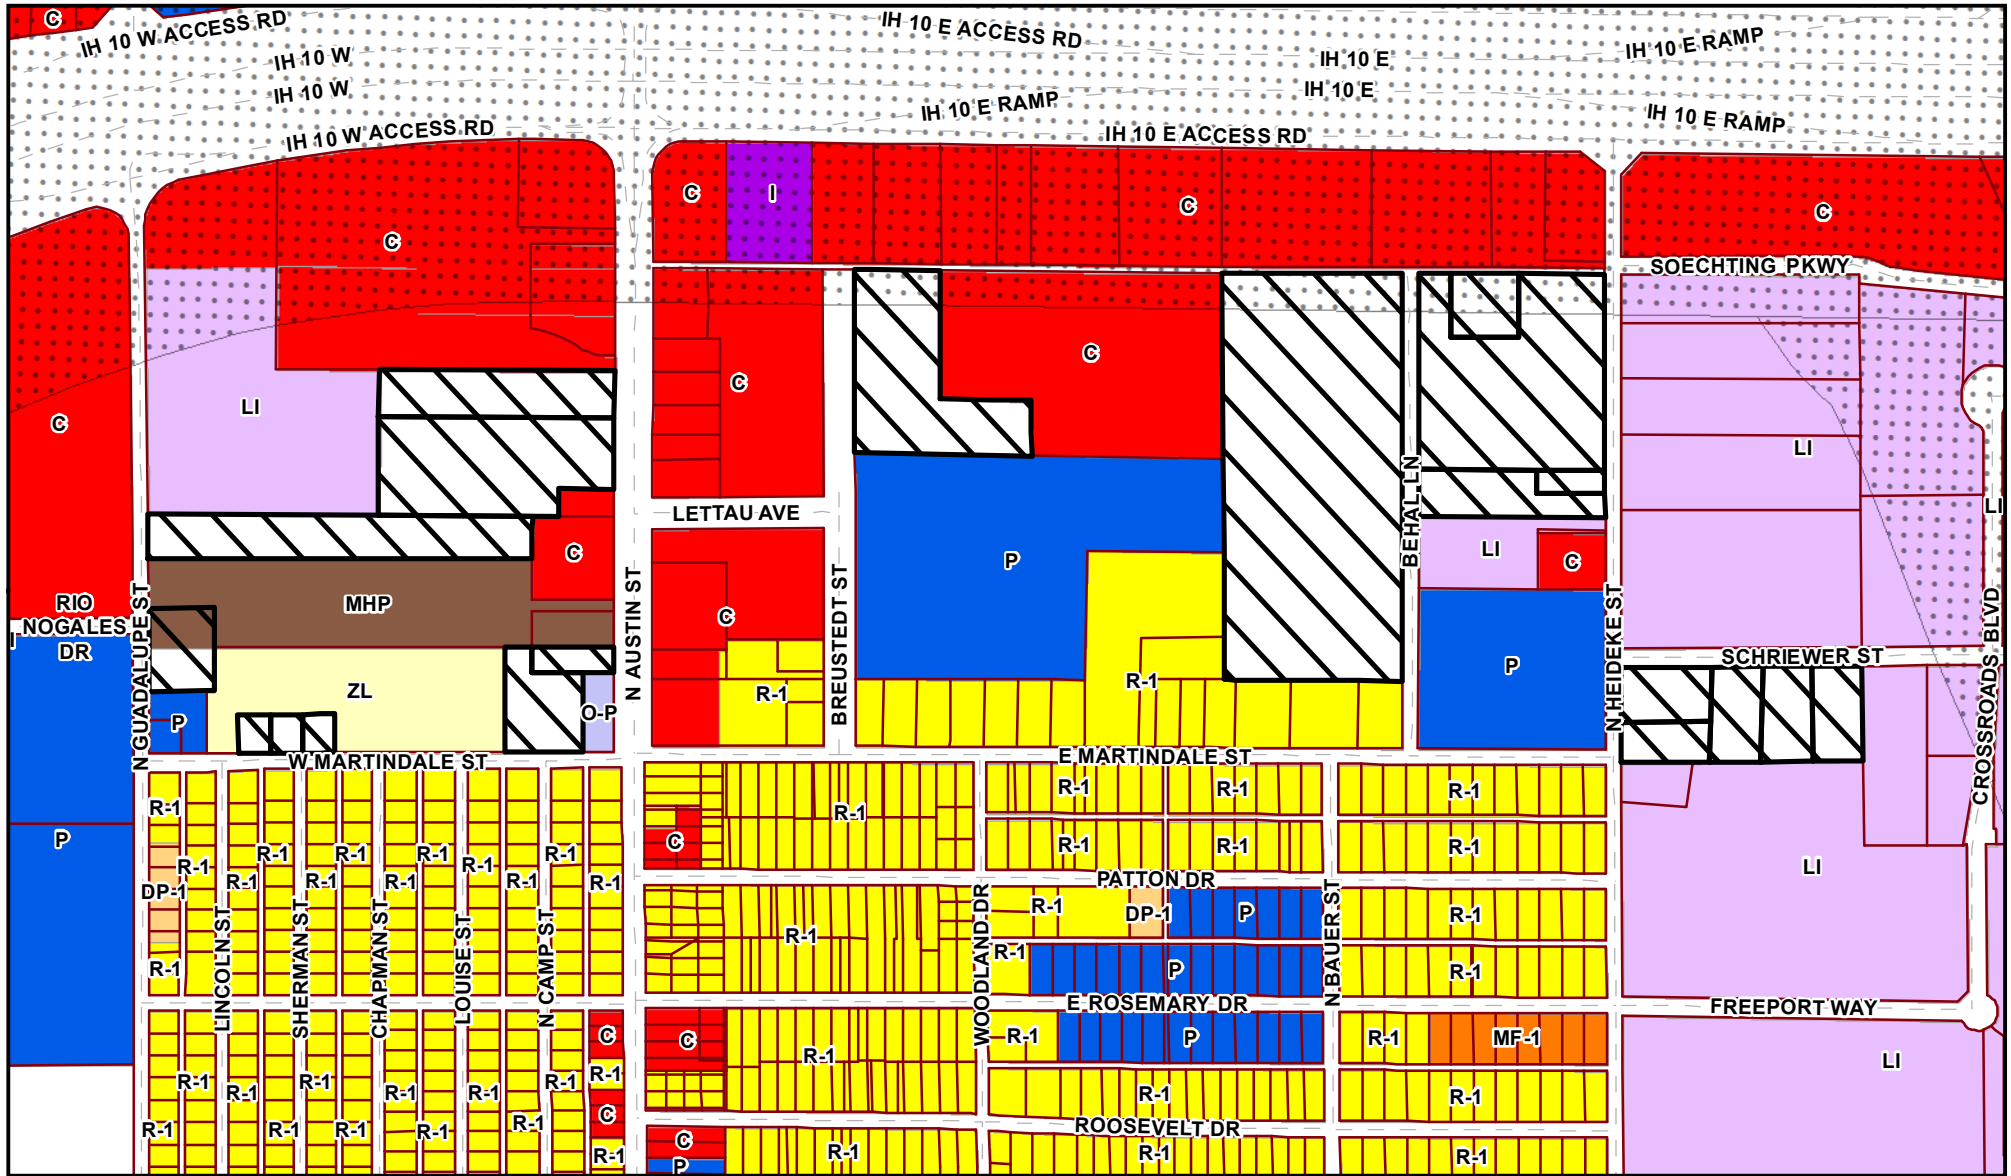 C
IH 10 W ACCESS RD
IH 10 E ACCESS RD
IH 10 E RAMP
IH 10 W
IH 10 E
IH 10 W
IH 10 E
IH 10 E RAMP
IH 10 E RAMP
IH 10 W ACCESS RD
IH 10 E ACCESS RD
C
I
C
C
C
SOECHTING PKWY
C
C
LI
C
LI
LI
LETTAU AVE
C
BEHAL LN
LI
C
P
MHP
RIO
NOGALES
DR
I
N GUADALUPE ST
N AUSTIN ST
C
BREUSTEDT ST
N HEIDEKE ST
CROSSROADS BLVD
SCHRIEWER ST
P
R-1
R-1
ZL
O-P
P
W MARTINDALE ST
E MARTINDALE ST
R-1
R-1
R-1
R-1
R-1
C
P
R-1
R-1
R-1
R-1
R-1
R-1
R-1
R-1
LI
R-1
R-1
R-1
R-1
R-1
DP-1
PATTON DR
R-1
DP-1
P
R-1
LINCOLN ST
SHERMAN ST
CHAPMAN ST
LOUISE ST
N CAMP ST
WOODLAND DR
N BAUER ST
R-1
R-1
R-1
P
R-1
E ROSEMARY DR
FREEPORT WAY
C
C
R-1
R-1
P
R-1
MF-1
LI
R-1
R-1
R-1
R-1
R-1
R-1
R-1
R-1
R-1
C
R-1
R-1
R-1
R-1
R-1
R-1
ROOSEVELT DR
C
R-1
R-1
R-1
R-1
P